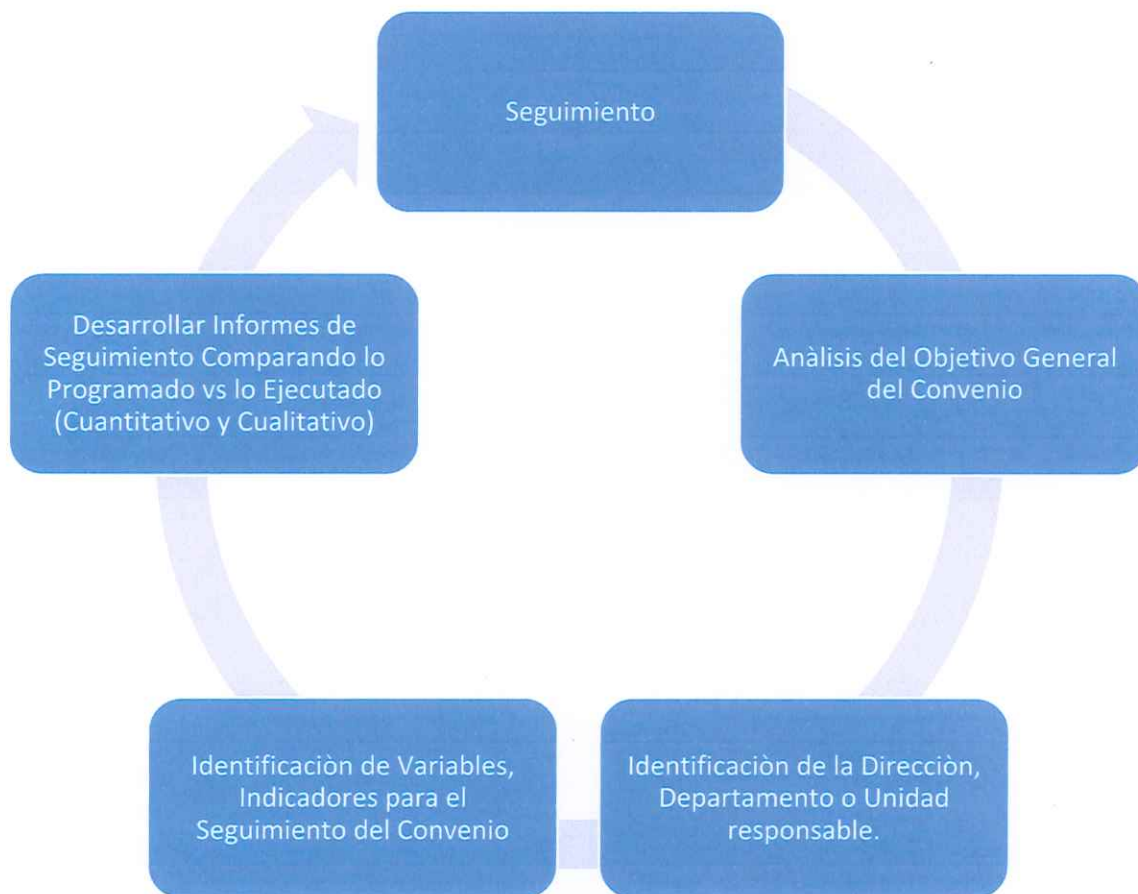 Seguimiento
Anàlisis del Objetivo General
del Convenio
Identificaciòn de la Direcciòn,
Departamento o Unidad
responsable.
Identificaciòn de Variables,
Indicadores para el
Seguimiento del Convenio
Desarrollar Informes de
Seguimiento Comparando lo
Programado vs lo Ejecutado
(Cuantitativo y Cualitativo)